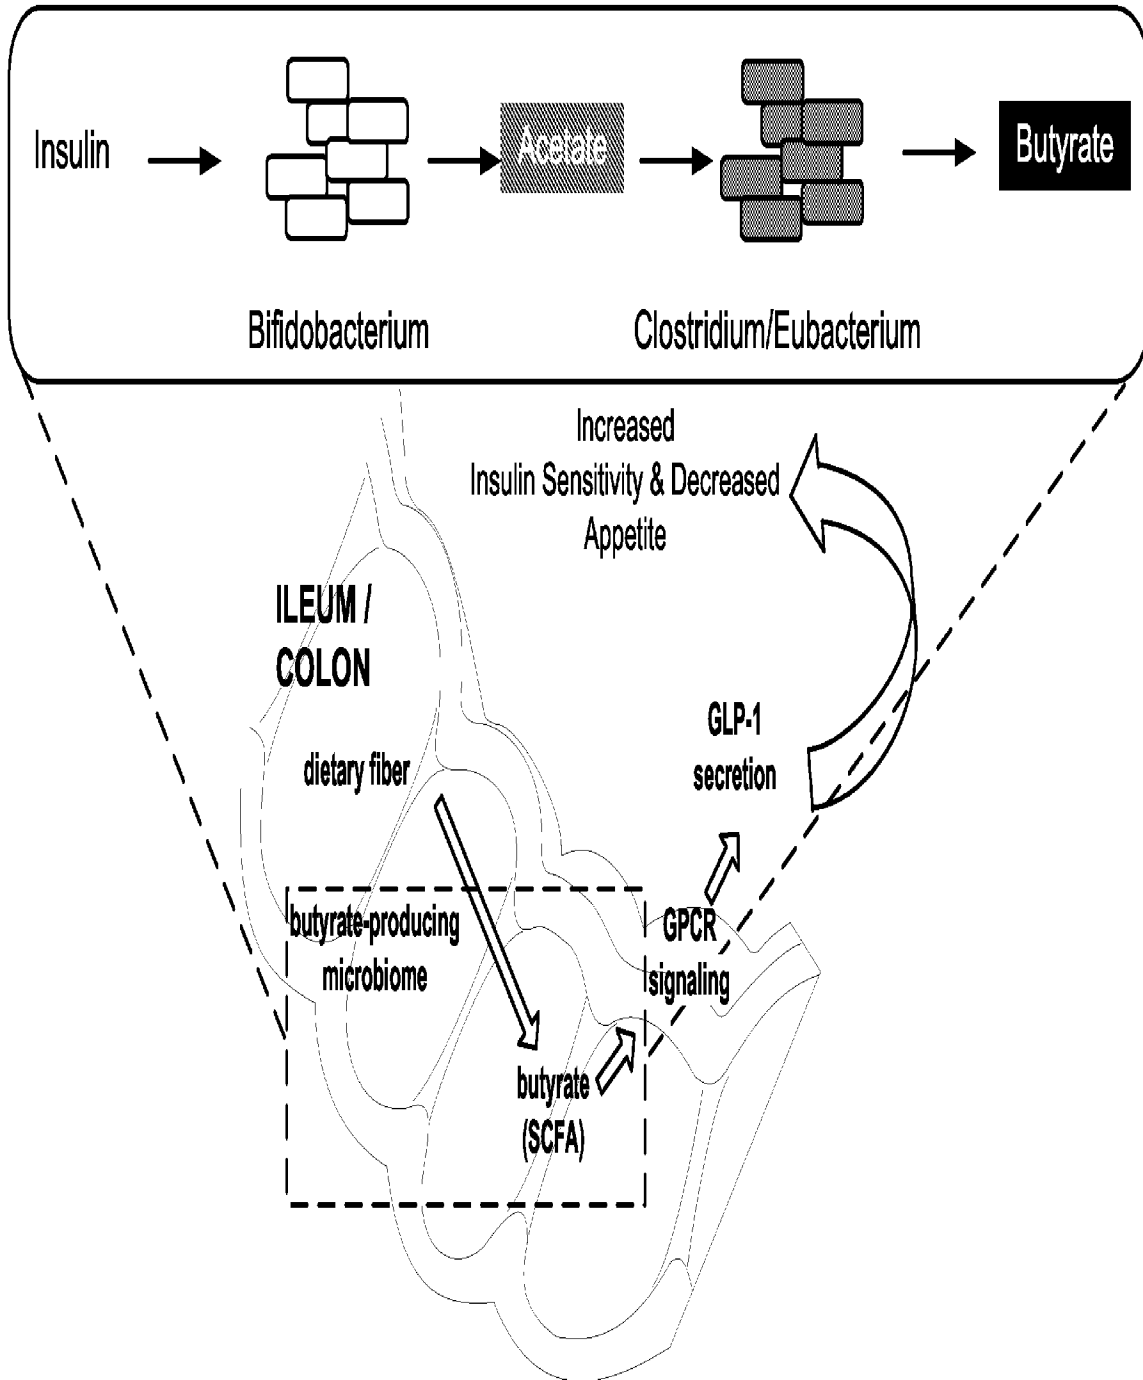 Insulin
Acetate
Butyrate
Bifidobacterium
Clostridium/Eubacterium
Increased
Insulin Sensitivity & Decreased
Appetite
ILEUM /
COLON
dietary fiber
GLP-1
secretion
butyrate-producing
microbiome
GPCR
signaling
butyrate
(SCFA)